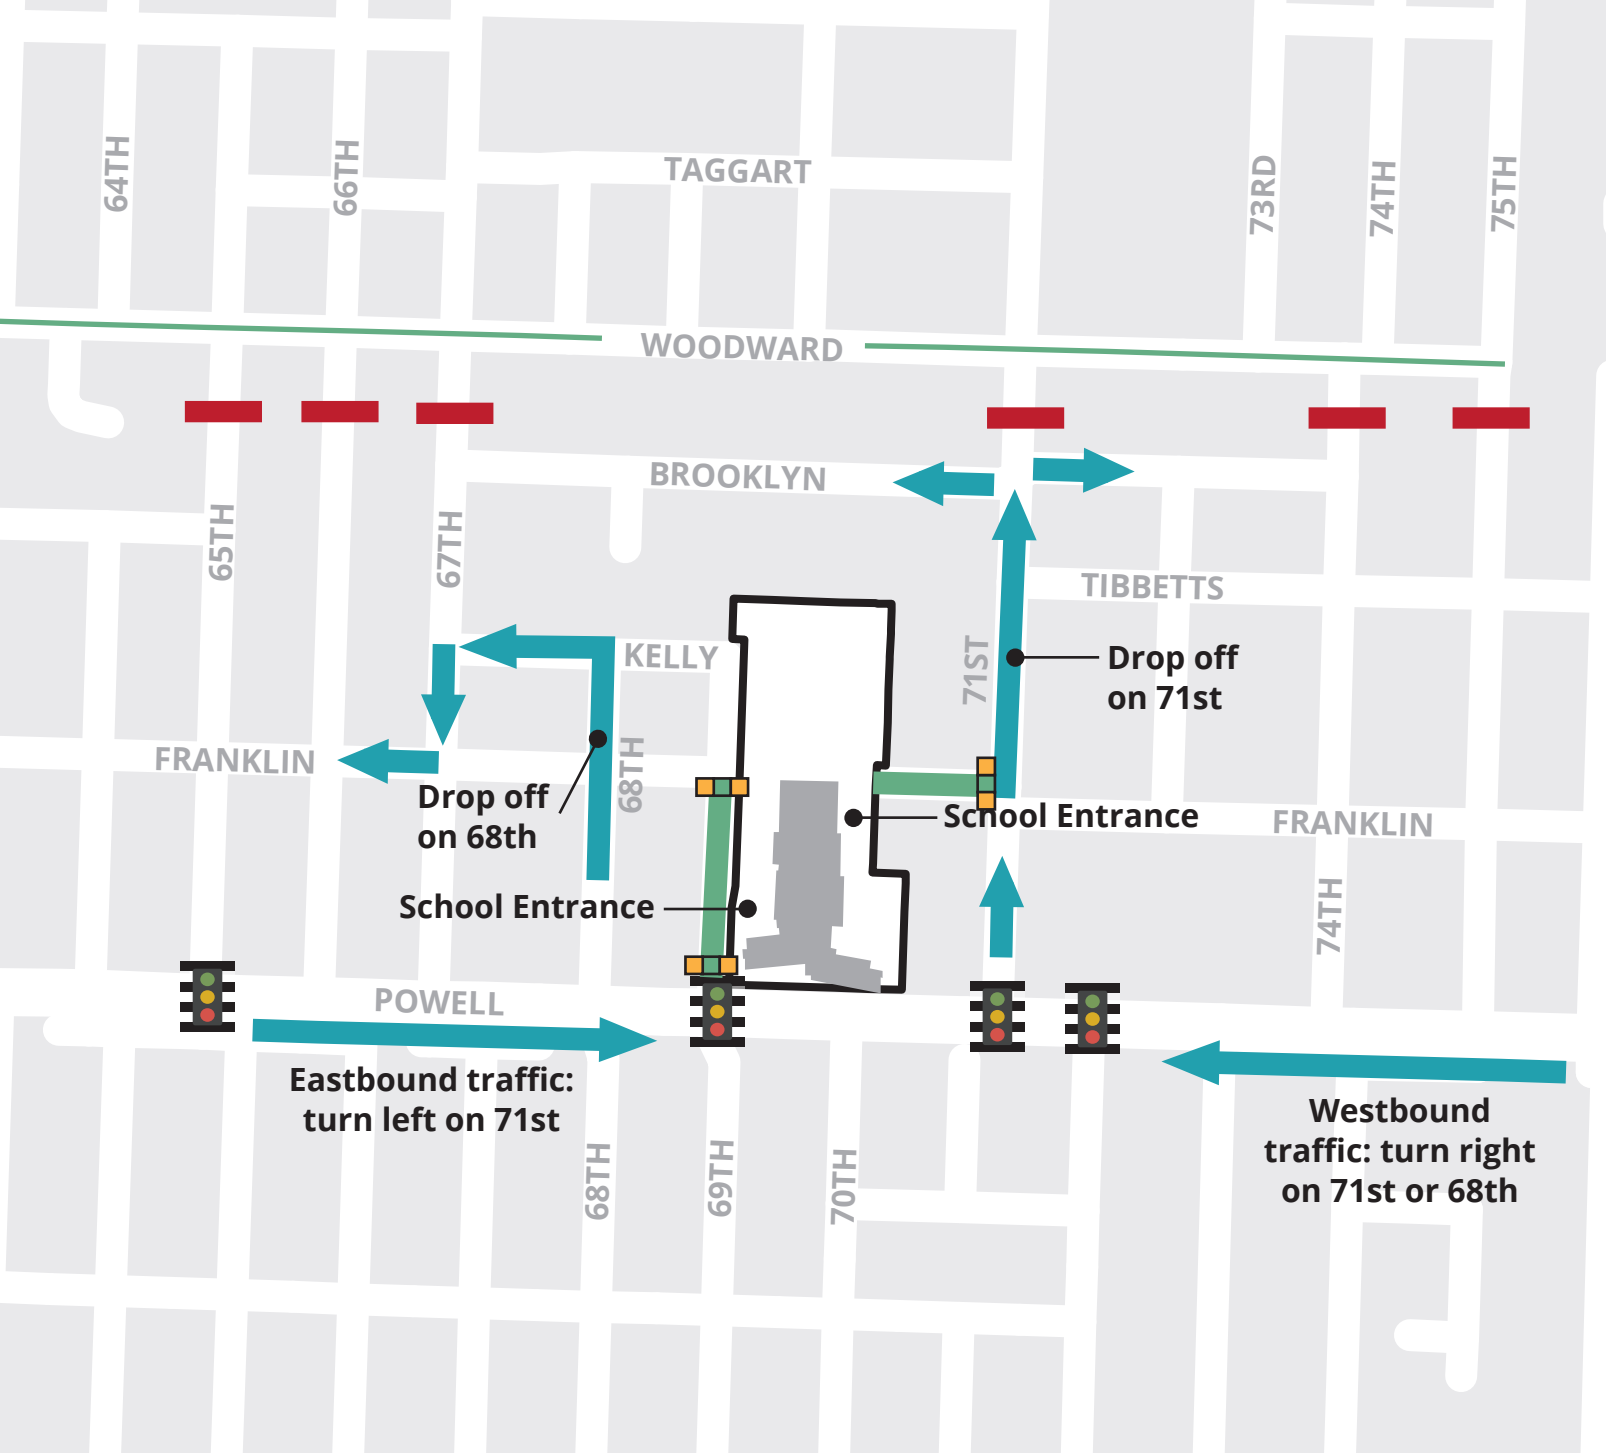 64TH
66TH
TAGGART
73RD
74TH
75TH
WOODWARD
BROOKLYN
65TH
67TH
TIBBETTS
KELLY
71ST
Drop off
on 71st
FRANKLIN
68TH
Drop off
on 68th
School Entrance
FRANKLIN
School Entrance
74TH
POWELL
Eastbound traffic:
turn left on 71st
Westbound
traffic: turn right
on 71st or 68th
68TH
69TH
70TH